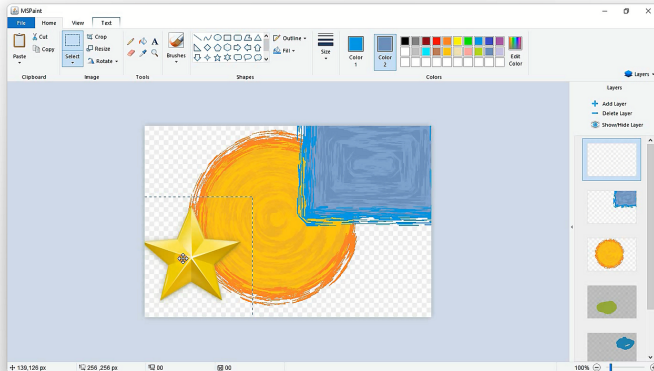 MSPaint
File Home View Text
Paste
Cut
Copy
Clipboard
Select
Crop
Resize
Rotate
Image
Tools
Brushes
Outline
Fill
Shapes
Size
Color
1
Color
2
Edit
Color
Colors
Layers
Layers
Add Layer
Delete Layer
Show/Hide Layer
139,126 px 256 ,256 px 00 00 100%